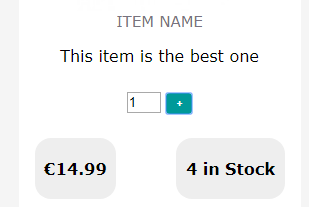 ITEM NAME
This item is the best one
1 +
€14.99 4 in Stock